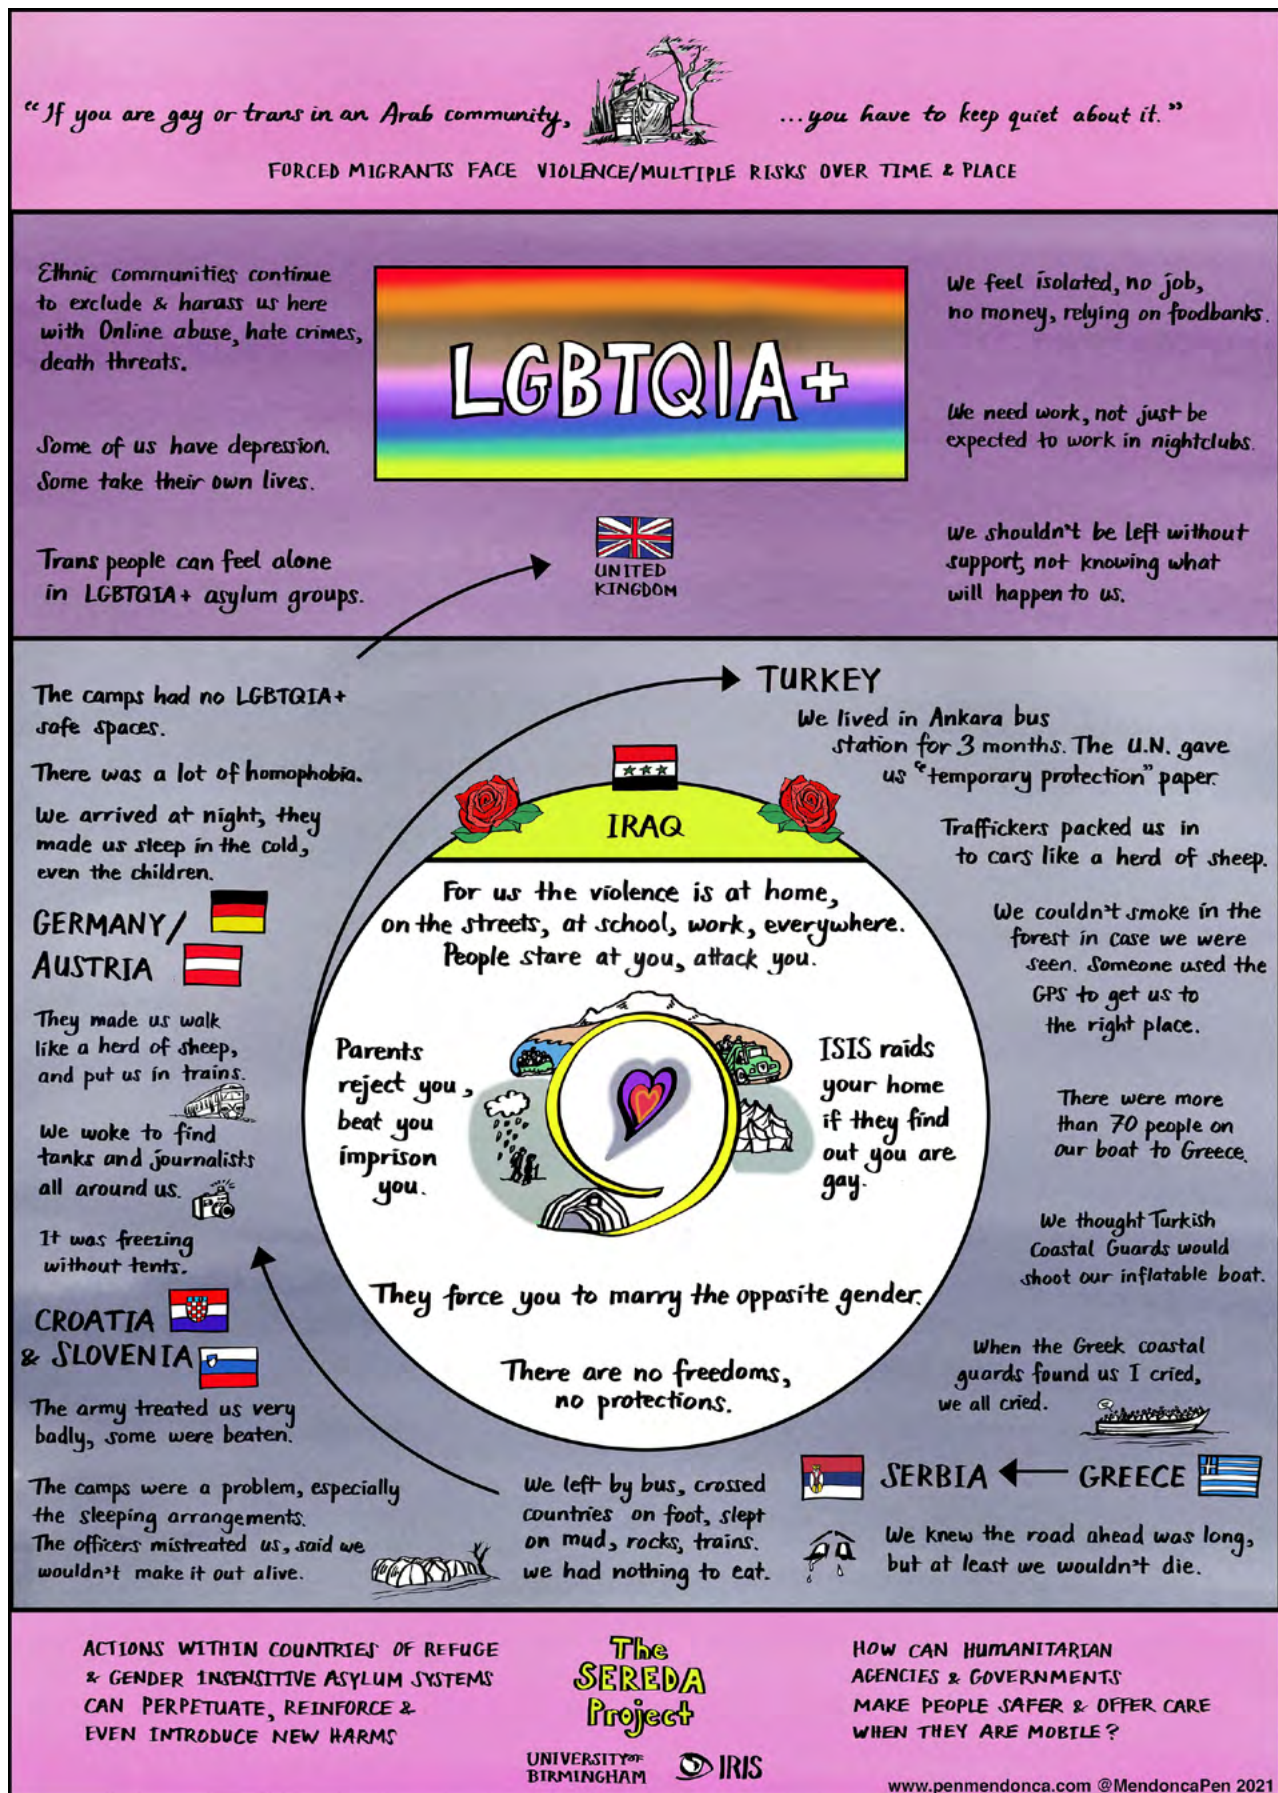 “If you are gay or trans in an Arab community,
...you have to keep quiet about it.”
FORCED MIGRANTS FACE VIOLENCE/MULTIPLE RISKS OVER TIME & PLACE
Ethnic communities continue
to exclude & harass us here
with Online abuse, hate crimes,
death threats.
Some of us have depression.
Some take their own lives.
Trans people can feel alone
in LGBTQIA+ asylum groups.
LGBTQIA+
UNITED
KINGDOM
We feel isolated, no job,
no money, relying on foodbanks.
We need work, not just be
expected to work in nightclubs.
We shouldn't be left without
support, not knowing what
will happen to us.
TURKEY
We lived in Ankara bus
station for 3 months. The U.N. gave
us “temporary protection” paper.
Traffickers packed us in
to cars like a herd of sheep.
We couldn't smoke in the
forest in case we were
seen. Someone used the
GPS to get us to
the right place.
There were more
than 70 people on
our boat to Greece.
We thought Turkish
Coastal Guards would
shoot our inflatable boat.
When the Greek coastal
guards found us I cried,
we all cried.
The camps had no LGBTQIA+
safe spaces.
There was a lot of homophobia.
We arrived at night, they
made us sleep in the cold,
even the children.
GERMANY/
AUSTRIA
They made us walk
like a herd of sheep,
and put us in trains.
We woke to find
tanks and journalists
all around us.
It was freezing
without tents.
CROATIA
& SLOVENIA
The army treated us very
badly, some were beaten.
The camps were a problem, especially
the sleeping arrangements.
The officers mistreated us, said we
wouldn't make it out alive.
IRAQ
For us the violence is at home,
on the streets, at school, work, everywhere.
People stare at you, attack you.
Parents
reject you,
beat you
imprison
you.
ISIS raids
your home
if they find
out you are
gay.
They force you to marry the opposite gender.
There are no freedoms,
no protections.
We left by bus, crossed
countries on foot, slept
on mud, rocks, trains.
we had nothing to eat.
SERBIA
GREECE
We knew the road ahead was long,
but at least we wouldn't die.
ACTIONS WITHIN COUNTRIES OF REFUGE
& GENDER INSENSITIVE ASYLUM SYSTEMS
CAN PERPETUATE, REINFORCE &
EVEN INTRODUCE NEW HARMS
The
SEREDA
Project
UNIVERSITY OF
BIRMINGHAM
IRIS
HOW CAN HUMANITARIAN
AGENCIES & GOVERNMENTS
MAKE PEOPLE SAFER & OFFER CARE
WHEN THEY ARE MOBILE?
www.penmendonca.com @MendoncaPen 2021